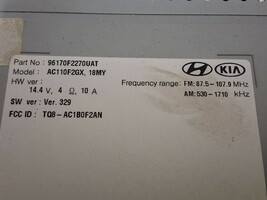 Part No : 96170F2270UAT
Model : AC110F2GX, 18MY
HW ver :
14.4 V, 4 Ω, 10 A
SW ver : Ver. 329
FCC ID : TQ8-AC1B0F2AN
KIA
Frequency range : FM: 87.5 - 107.9 MHz
AM: 530 - 1710 kHz